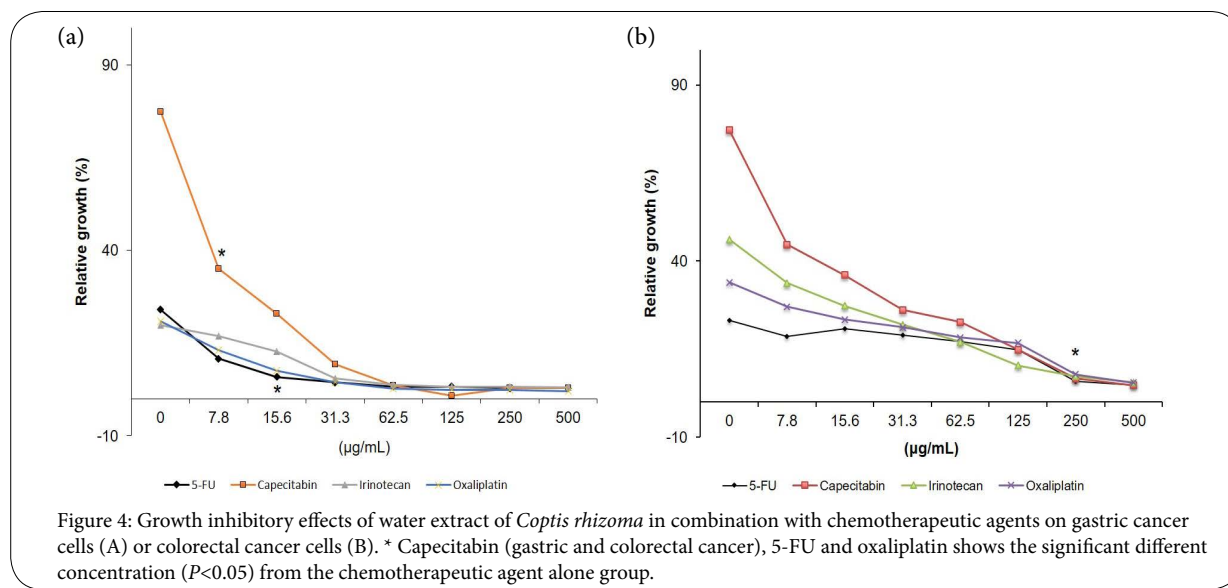 (a)
90
40
-10
Relative growth (%)
*
*
0 7.8 15.6 31.3 62.5 125 250 500
(µg/mL)
5-FU Capecitabin Irinotecan Oxaliplatin
(b)
90
40
-10
Relative growth (%)
*
0 7.8 15.6 31.3 62.5 125 250 500
(µg/mL)
5-FU Capecitabin Irinotecan Oxaliplatin
Figure 4: Growth inhibitory effects of water extract of Coptis rhizoma in combination with chemotherapeutic agents on gastric cancer
cells (A) or colorectal cancer cells (B). * Capecitabin (gastric and colorectal cancer), 5-FU and oxaliplatin shows the significant different
concentration (P<0.05) from the chemotherapeutic agent alone group.